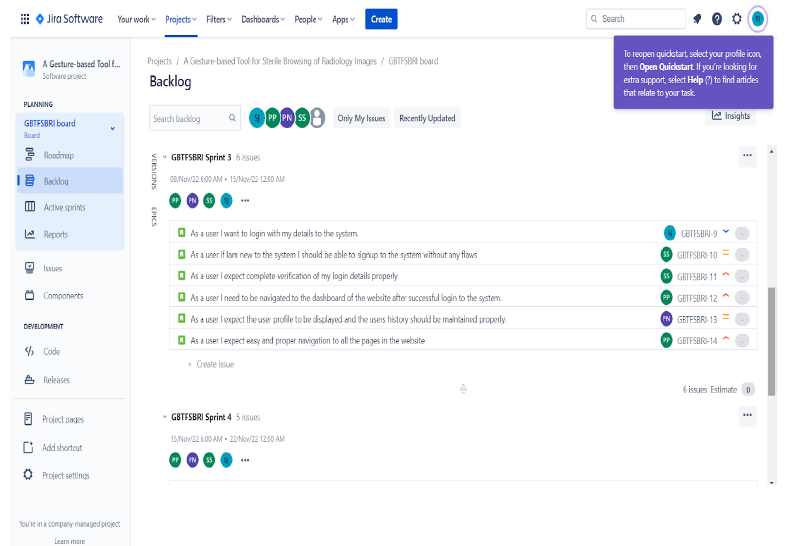 Jira Software Your work Projects Filters Dashboards People Apps Create Search SJ
A Gesture-based Tool f...
Software project
PLANNING
GBTFSBRI board
Board
Roadmap
Backlog
Active sprints
Reports
Issues
Components
DEVELOPMENT
Code
Releases
Project pages
Add shortcut
Project settings
You're in a company-managed project
Learn more
Projects / A Gesture-based Tool for Sterile Browsing of Radiology Images / GBTFSBRI board
Backlog
To reopen quickstart, select your profile icon,
then Open Quickstart. If you're looking for
extra support, select Help (?) to find articles
that relate to your task.
Search backlog SJ PP PN SS Only My Issues Recently Updated Insights
VERSIONS
EPICS
GBTFSBRI Sprint 3 6 issues
08/Nov/22 6:00 AM • 15/Nov/22 12:00 AM
PP PN SS SJ •••
As a user I want to login with my details to the system. SJ GBTFSBRI-9 -
As a user if Iam new to the system I should be able to signup to the system without any flaws SS GBTFSBRI-10 -
As a user I expect complete verification of my login details properly SS GBTFSBRI-11 -
As a user I need to be navigated to the dashboard of the website after successful login to the system. PP GBTFSBRI-12 -
As a user I expect the user profile to be displayed and the users history should be maintained properly. PN GBTFSBRI-13 -
As a user I expect easy and proper navigation to all the pages in the website PP GBTFSBRI-14 -
+ Create issue
6 issues Estimate 0
GBTFSBRI Sprint 4 5 issues
15/Nov/22 6:00 AM • 22/Nov/22 12:00 AM
PP PN SS SJ •••